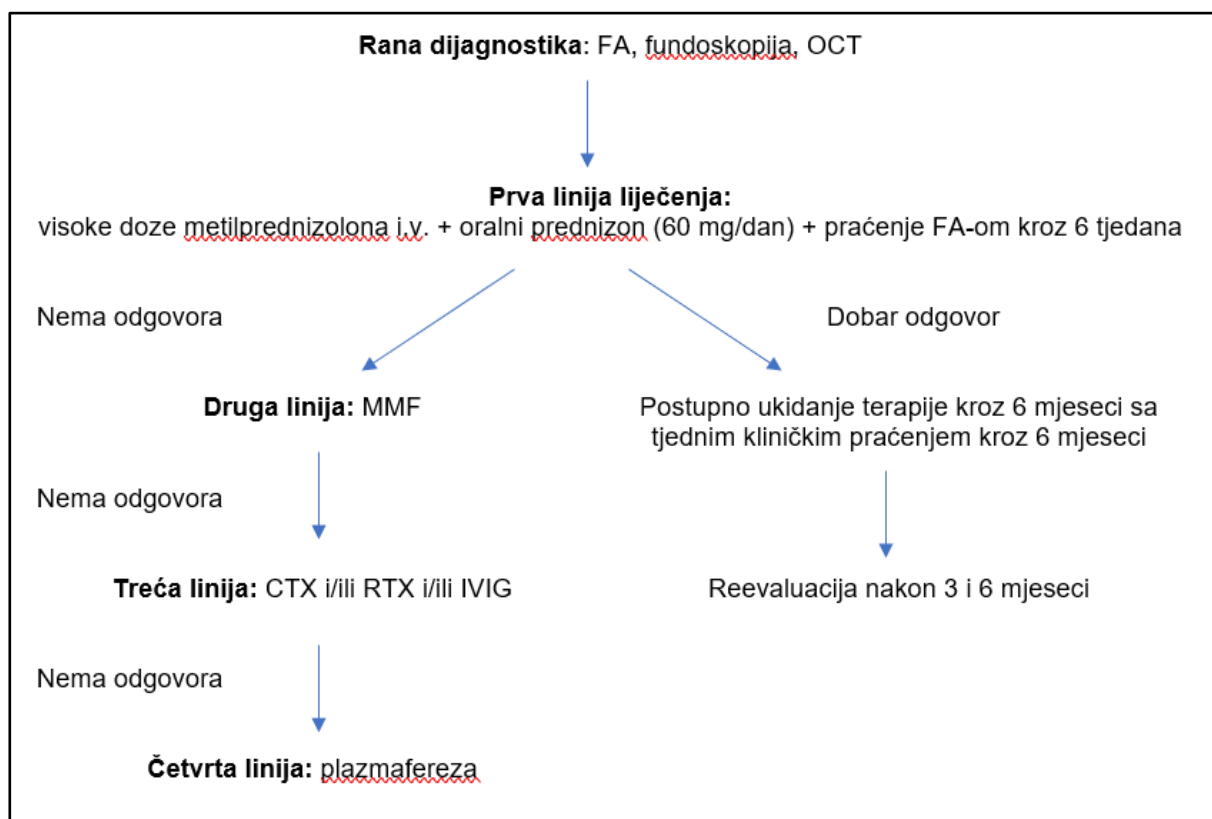 Rana dijagnostika: FA, fundoskopija, OCT
Prva linija liječenja:
visoke doze metilprednizolona i.v. + oralni prednizon (60 mg/dan) + praćenje FA-om kroz 6 tjedana
Nema odgovora
Dobar odgovor
Druga linija: MMF
Postupno ukidanje terapije kroz 6 mjeseci sa
tjednim kliničkim praćenjem kroz 6 mjeseci
Nema odgovora
Treća linija: CTX i/ili RTX i/ili IVIG
Reevaluacija nakon 3 i 6 mjeseci
Nema odgovora
Četvrta linija: plazmafereza